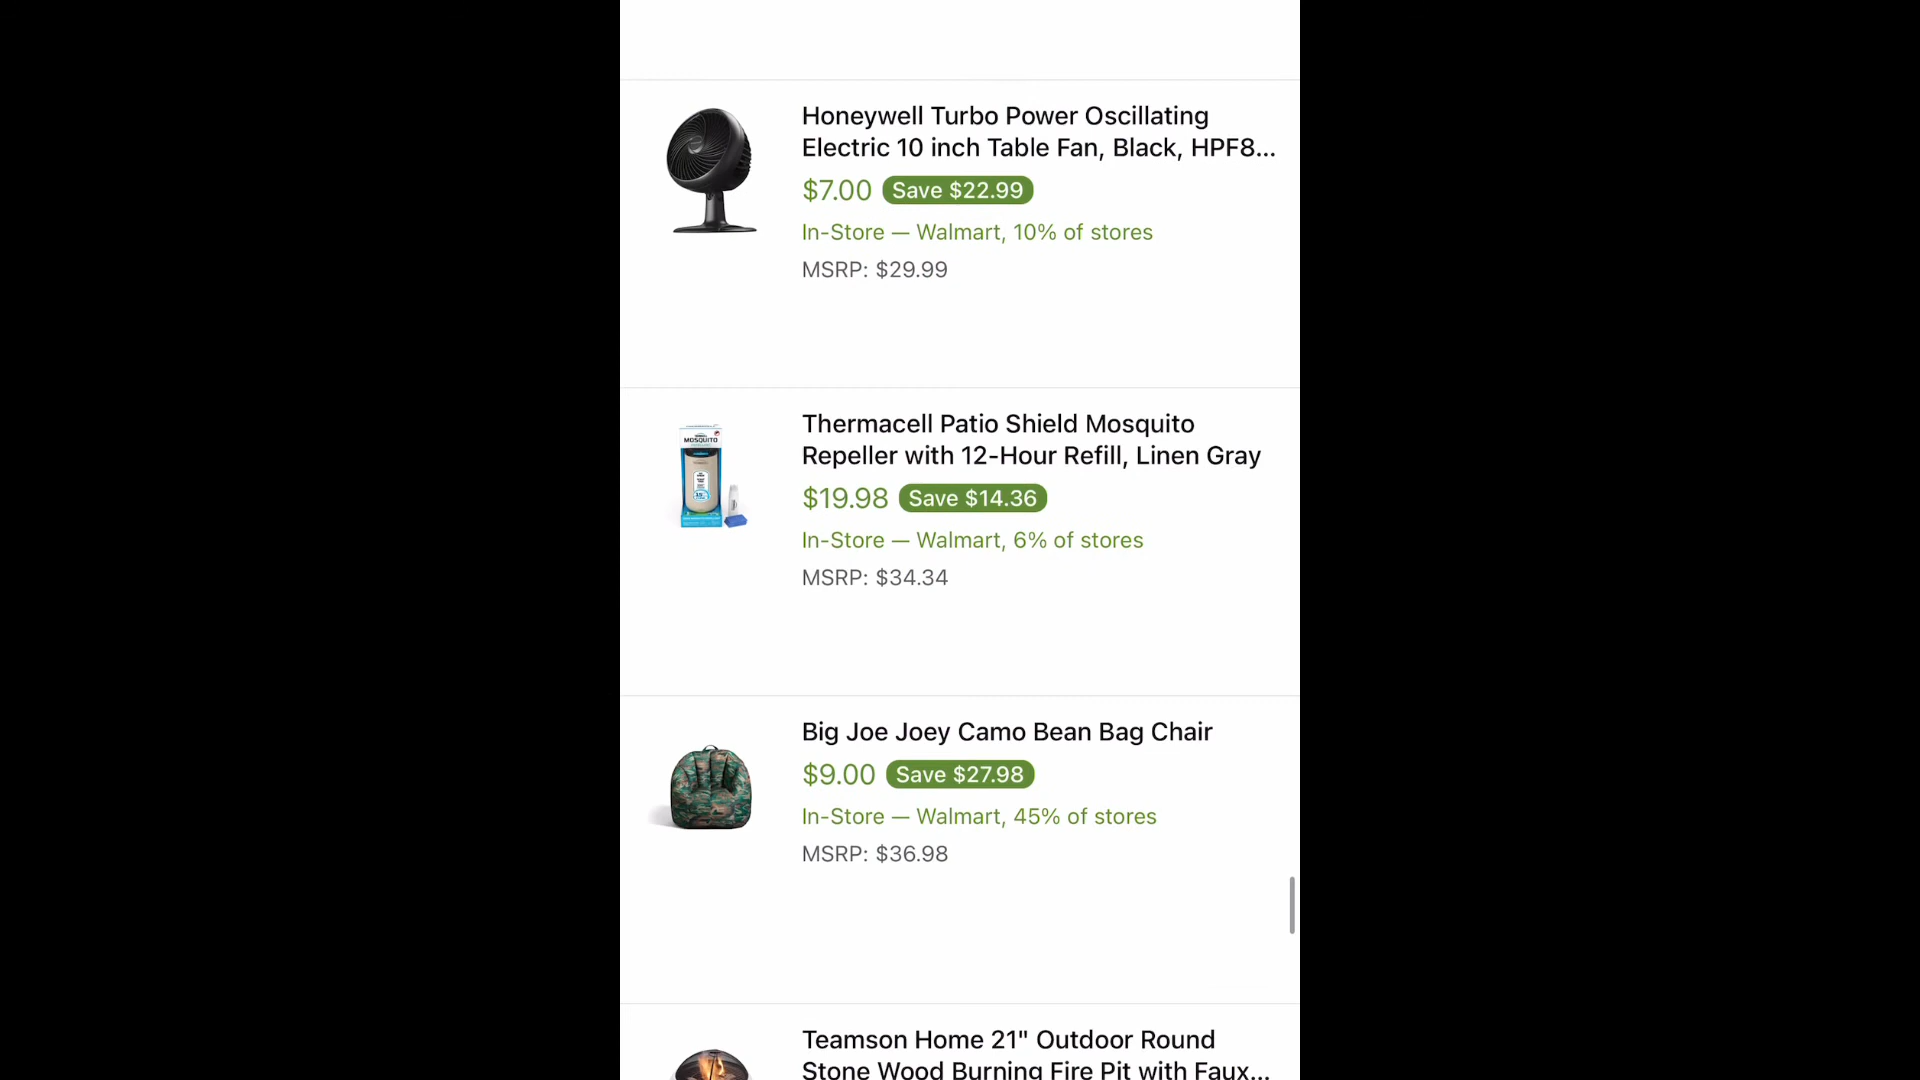 Honeywell Turbo Power Oscillating
Electric 10 inch Table Fan, Black, HPF8...
$7.00 Save $22.99
In-Store — Walmart, 10% of stores
MSRP: $29.99
MOSQUITO
Thermacell Patio Shield Mosquito
Repeller with 12-Hour Refill, Linen Gray
$19.98 Save $14.36
In-Store — Walmart, 6% of stores
MSRP: $34.34
Big Joe Joey Camo Bean Bag Chair
$9.00 Save $27.98
In-Store — Walmart, 45% of stores
MSRP: $36.98
Teamson Home 21" Outdoor Round
Stone Wood Burning Fire Pit with Faux...